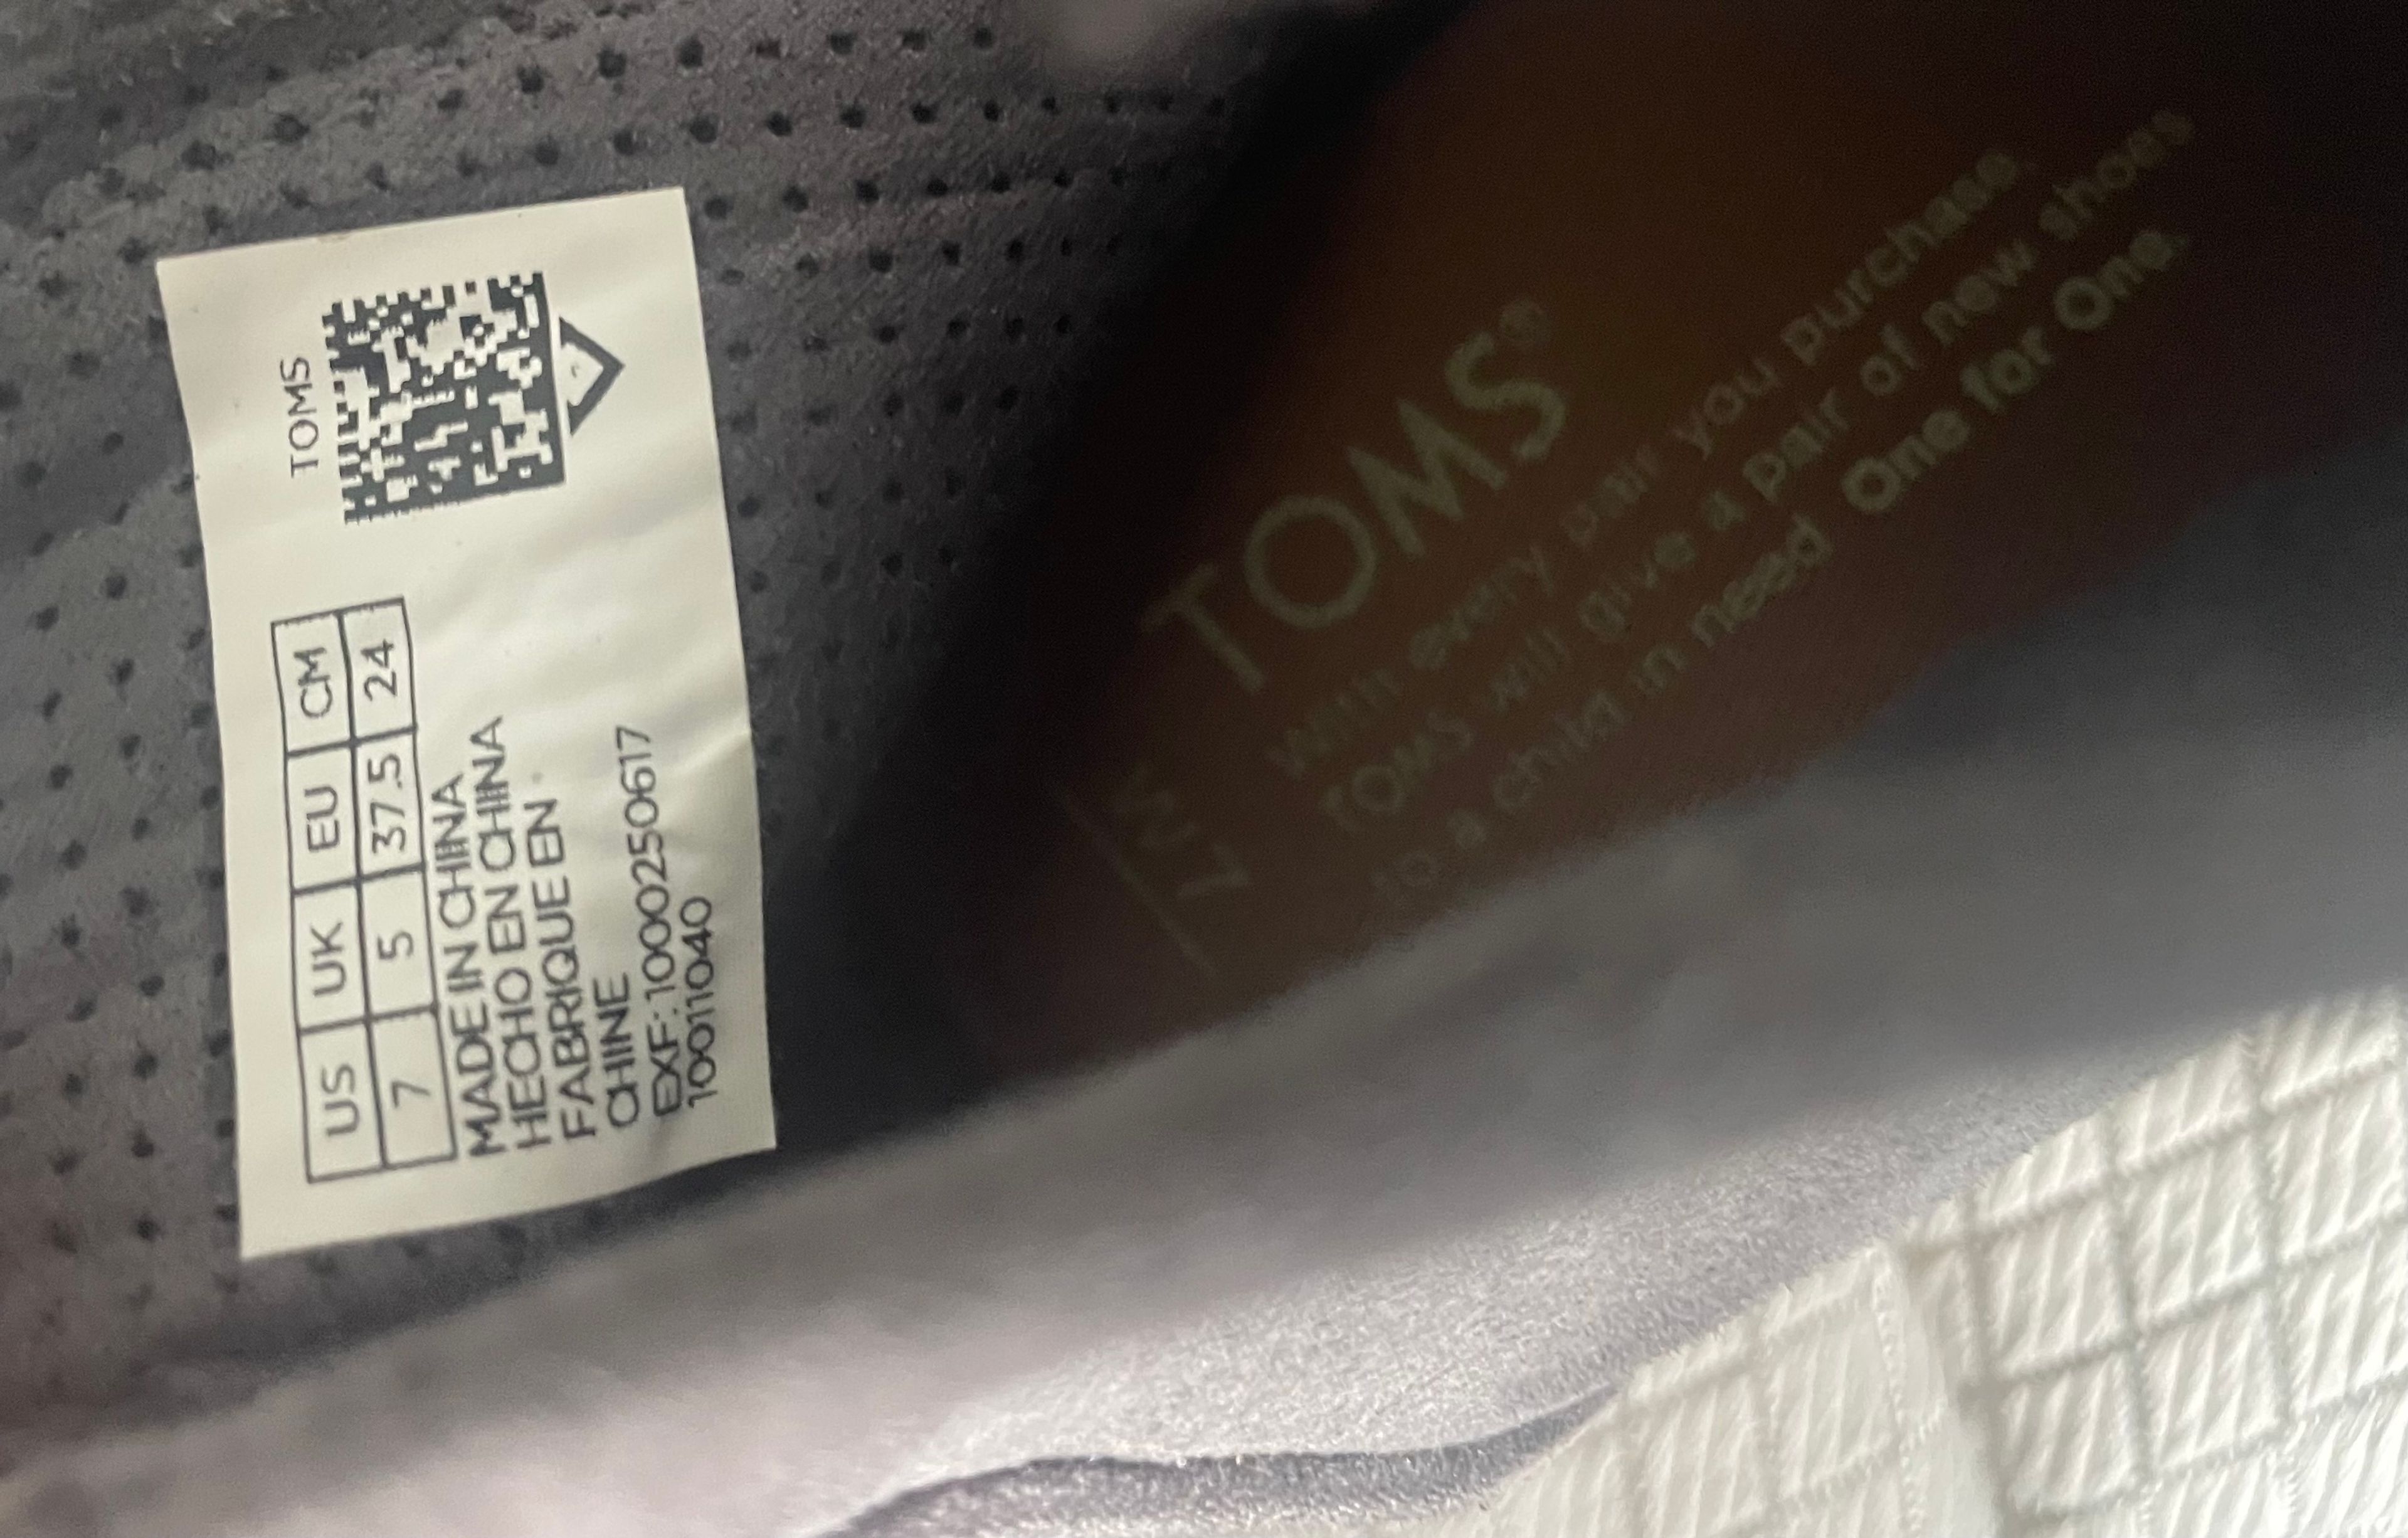 TOMS
US UK EU CM
7 5 37.5 24
MADE IN CHINA
HECHO EN CHINA
FABRIQUE EN
CHINE
EXF:1000250617
10011040
W
7
TOMS®
With every pair you purchase,
TOMS will give a pair of new shoes
to a child in need One for One.